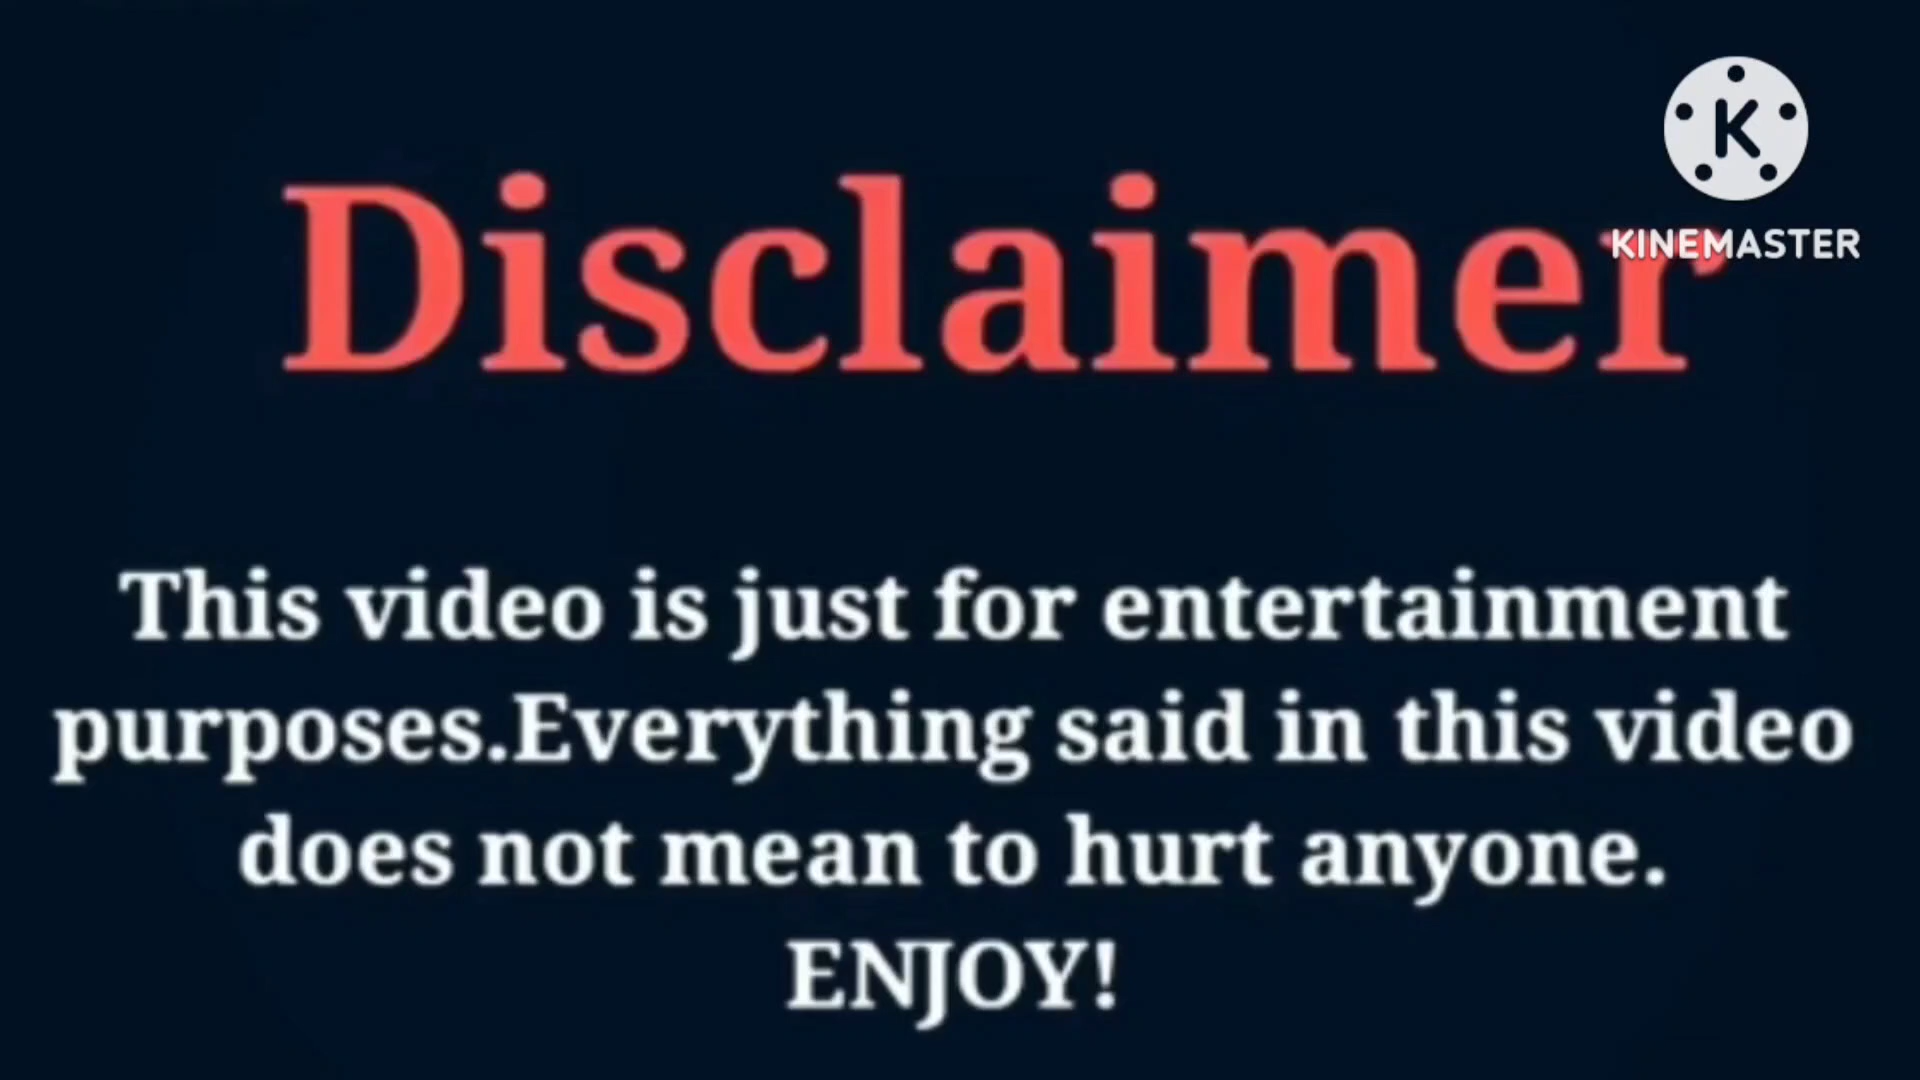 K
KINEMASTER
Disclaimer
This video is just for entertainment
purposes.Everything said in this video
does not mean to hurt anyone.
ENJOY!